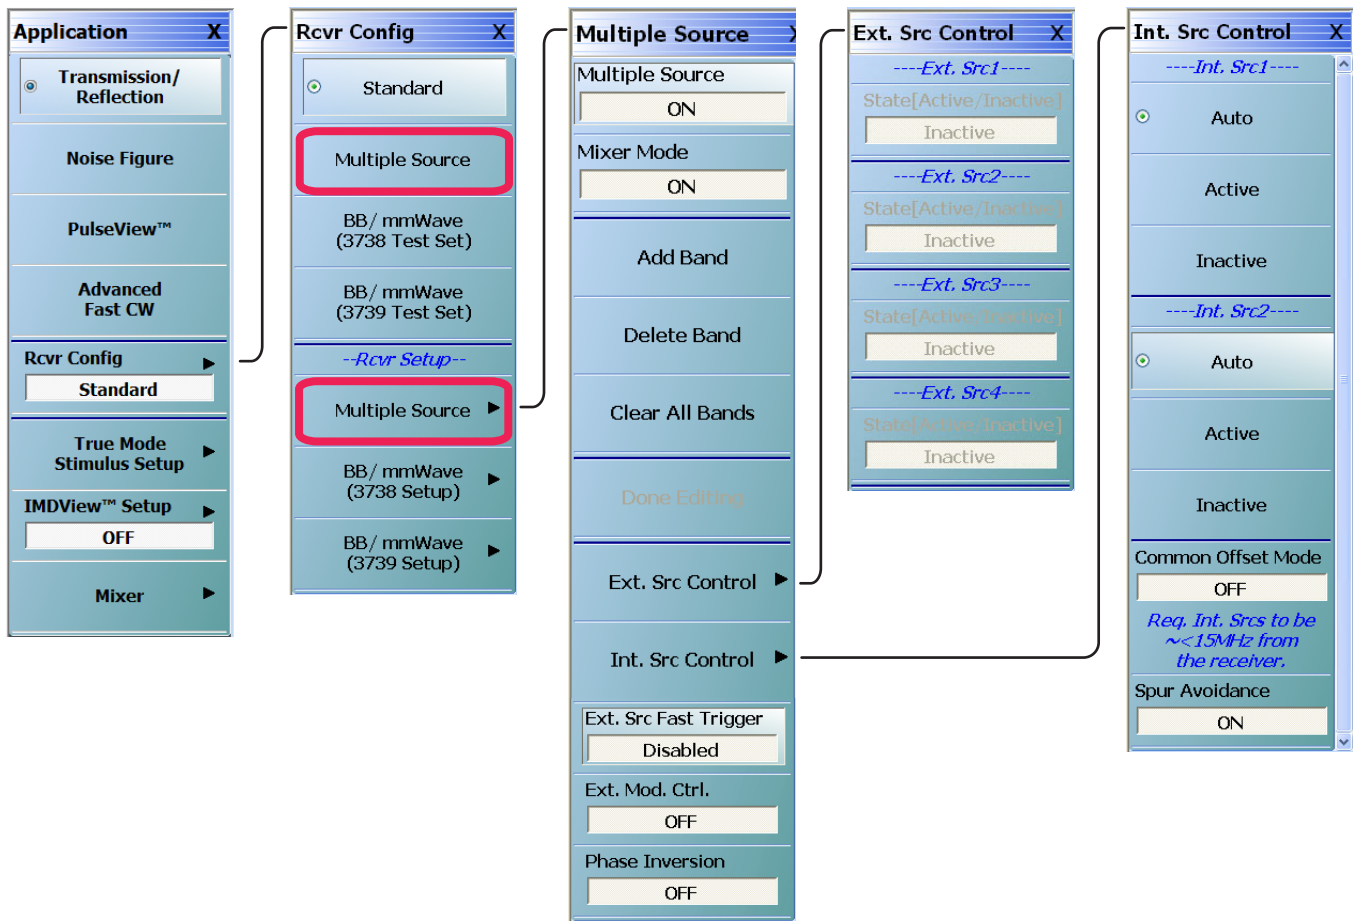 Application X
Transmission/
Reflection
Noise Figure
PulseView™
Advanced
Fast CW
Rcvr Config
Standard
True Mode
Stimulus Setup
IMDView™ Setup
OFF
Mixer
Rcvr Config X
Standard
Multiple Source
BB/ mmWave
(3738 Test Set)
BB/ mmWave
(3739 Test Set)
--Rcvr Setup--
Multiple Source
BB/ mmWave
(3738 Setup)
BB/ mmWave
(3739 Setup)
Multiple Source X
Multiple Source
ON
Mixer Mode
ON
Add Band
Delete Band
Clear All Bands
Done Editing
Ext. Src Control
Int. Src Control
Ext. Src Fast Trigger
Disabled
Ext. Mod. Ctrl.
OFF
Phase Inversion
OFF
Ext. Src Control X
----Ext. Src1----
State[Active/Inactive]
Inactive
----Ext. Src2----
State[Active/Inactive]
Inactive
----Ext. Src3----
State[Active/Inactive]
Inactive
----Ext. Src4----
State[Active/Inactive]
Inactive
Int. Src Control X
----Int. Src1----
Auto
Active
Inactive
----Int. Src2----
Auto
Active
Inactive
Common Offset Mode
OFF
Req. Int. Srcs to be
~<15MHz from
the receiver.
Spur Avoidance
ON